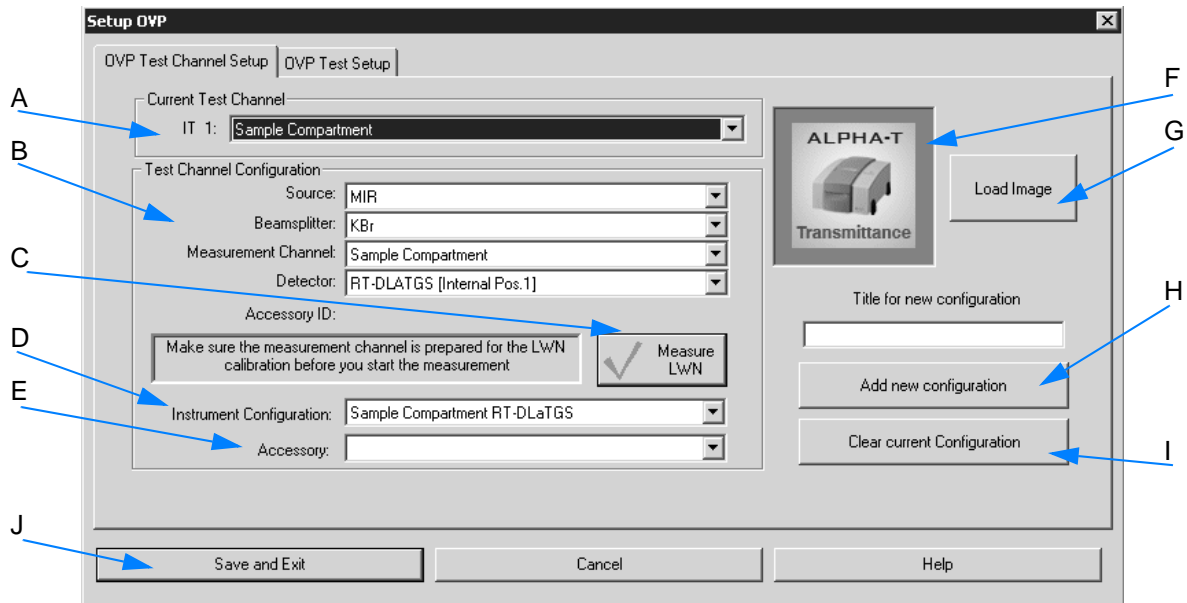 Setup OVP
OVP Test Channel Setup
OVP Test Setup
A
Current Test Channel
IT 1:
Sample Compartment
B
Test Channel Configuration
Source:
MIR
Beamsplitter:
KBr
Measurement Channel:
Sample Compartment
C
Detector:
RT-DLATGS [Internal Pos.1]
Accessory ID:
D
Make sure the measurement channel is prepared for the LWN
calibration before you start the measurement
Measure
LWN
E
Instrument Configuration:
Sample Compartment RT-DLaTGS
Accessory:
F
ALPHA-T
Transmittance
G
Load Image
Title for new configuration
H
Add new configuration
Clear current Configuration
I
J
Save and Exit
Cancel
Help